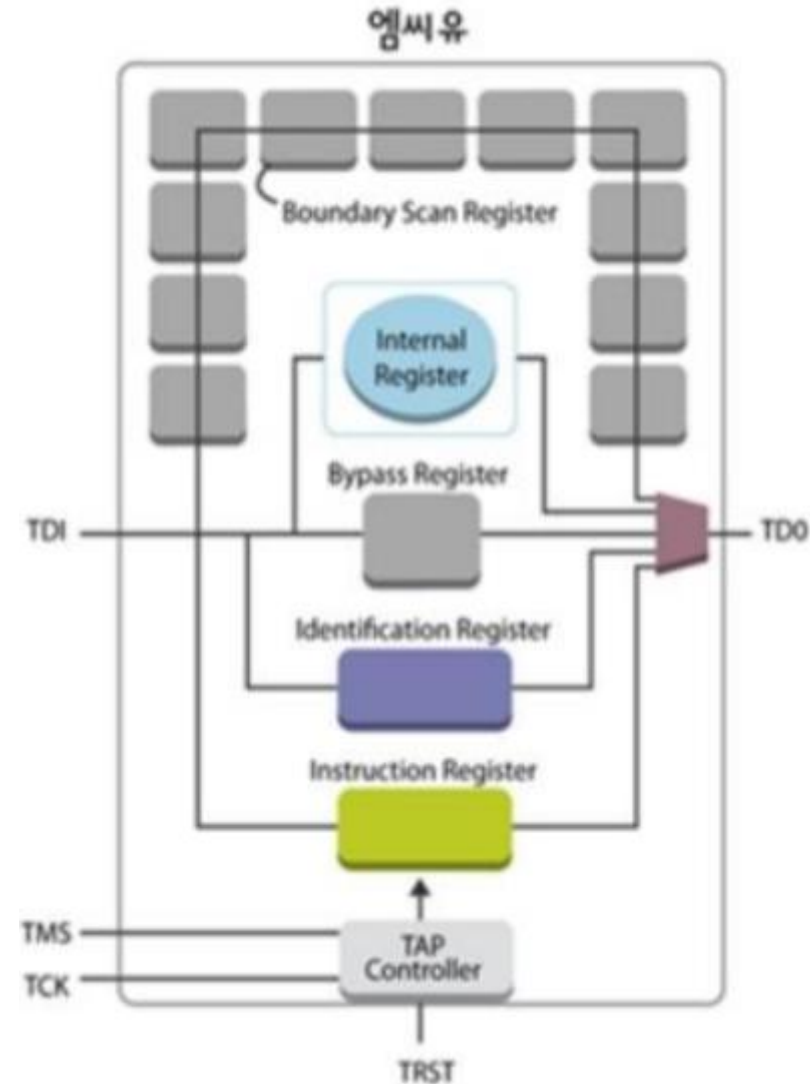 엠씨유
Boundary Scan Register
Internal
Register
Bypass Register
TDI
TD0
Identification Register
Instruction Register
TMS
TAP
Controller
TCK
TRST